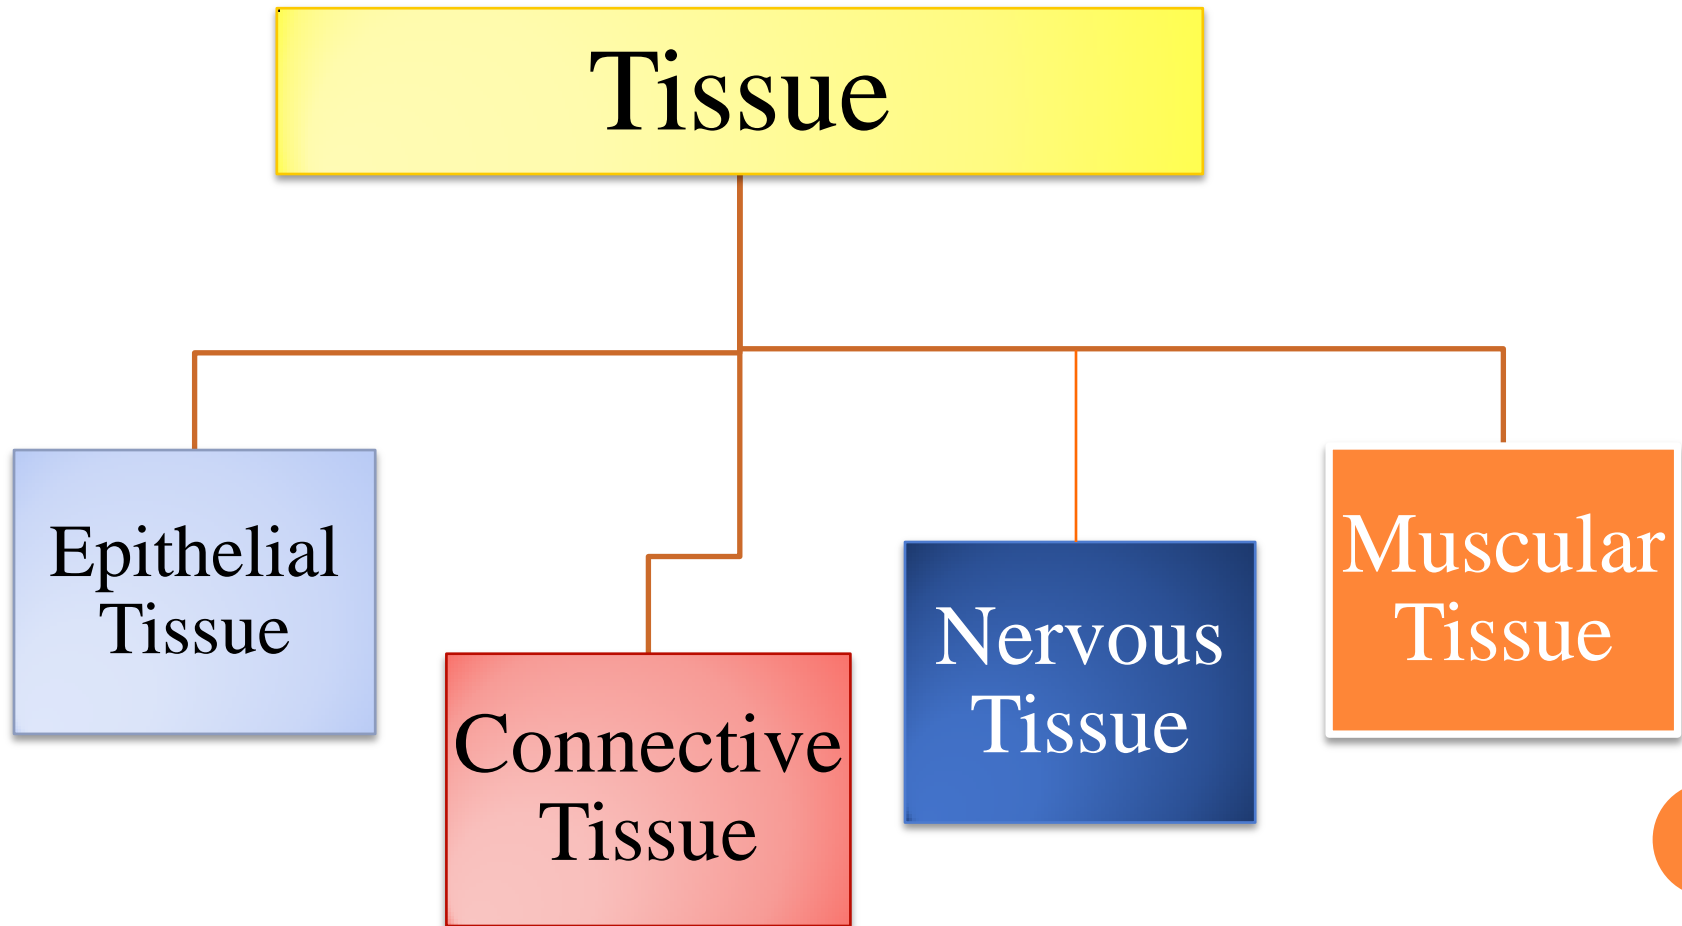 Tissue
Epithelial
Tissue
Connective
Tissue
Nervous
Tissue
Muscular
Tissue